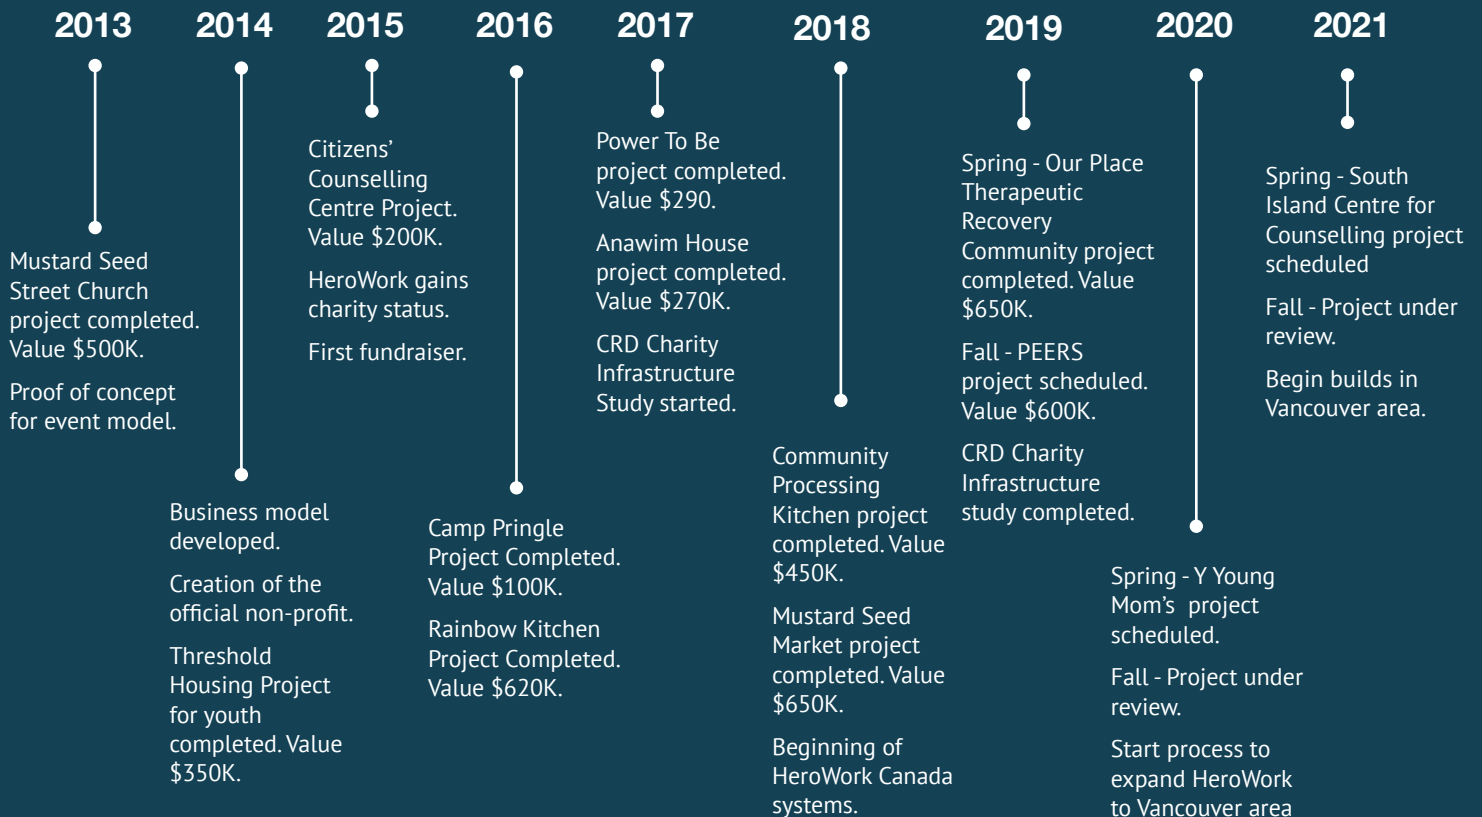 2013
Mustard Seed
Street Church
project completed.
Value $500K.
Proof of concept
for event model.
2014
Business model
developed.
Creation of the
official non-profit.
Threshold
Housing Project
for youth
completed. Value
$350K.
2015
Citizens’
Counselling
Centre Project.
Value $200K.
HeroWork gains
charity status.
First fundraiser.
2016
Camp Pringle
Project Completed.
Value $100K.
Rainbow Kitchen
Project Completed.
Value $620K.
2017
Power To Be
project completed.
Value $290.
Anawim House
project completed.
Value $270K.
CRD Charity
Infrastructure
Study started.
2018
Community
Processing
Kitchen project
completed. Value
$450K.
Mustard Seed
Market project
completed. Value
$650K.
Beginning of
HeroWork Canada
systems.
2019
Spring - Our Place
Therapeutic
Recovery
Community project
completed. Value
$650K.
Fall - PEERS
project scheduled.
Value $600K.
CRD Charity
Infrastructure
study completed.
2020
Spring - Y Young
Mom’s project
scheduled.
Fall - Project under
review.
Start process to
expand HeroWork
to Vancouver area
2021
Spring - South
Island Centre for
Counselling project
scheduled
Fall - Project under
review.
Begin builds in
Vancouver area.